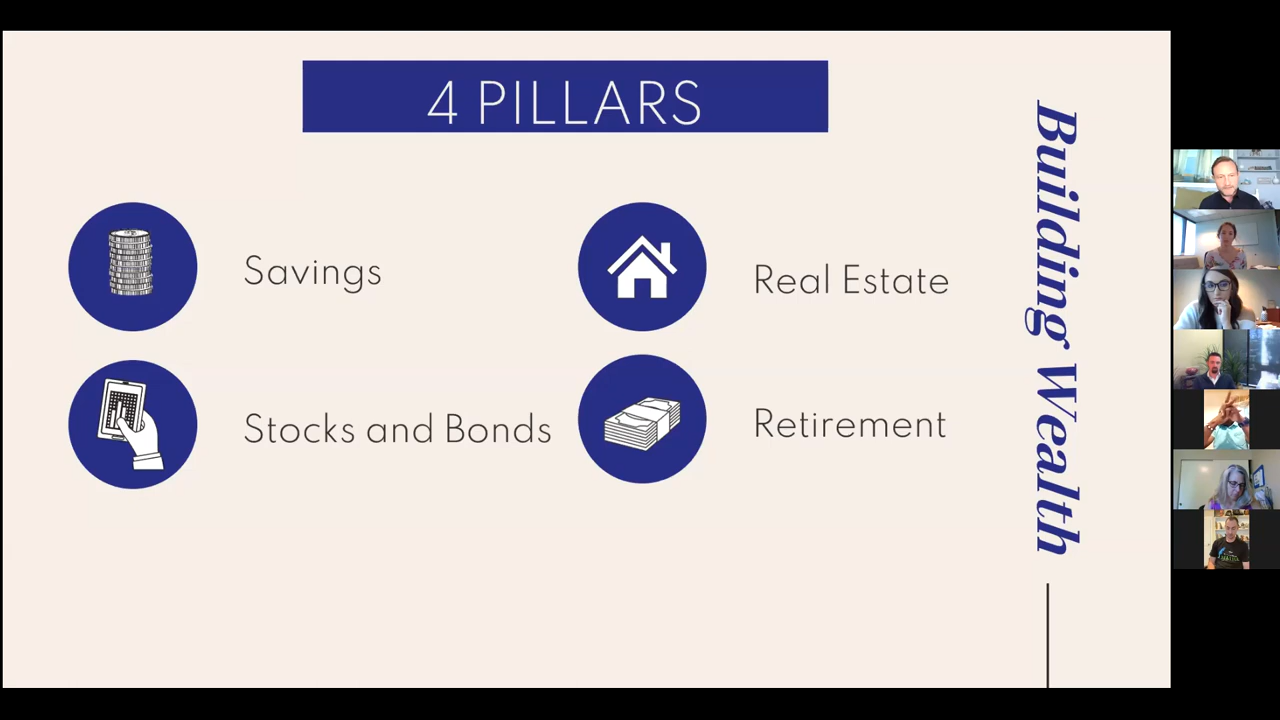 4 PILLARS
Savings
Real Estate
Stocks and Bonds
Retirement
Building Wealth